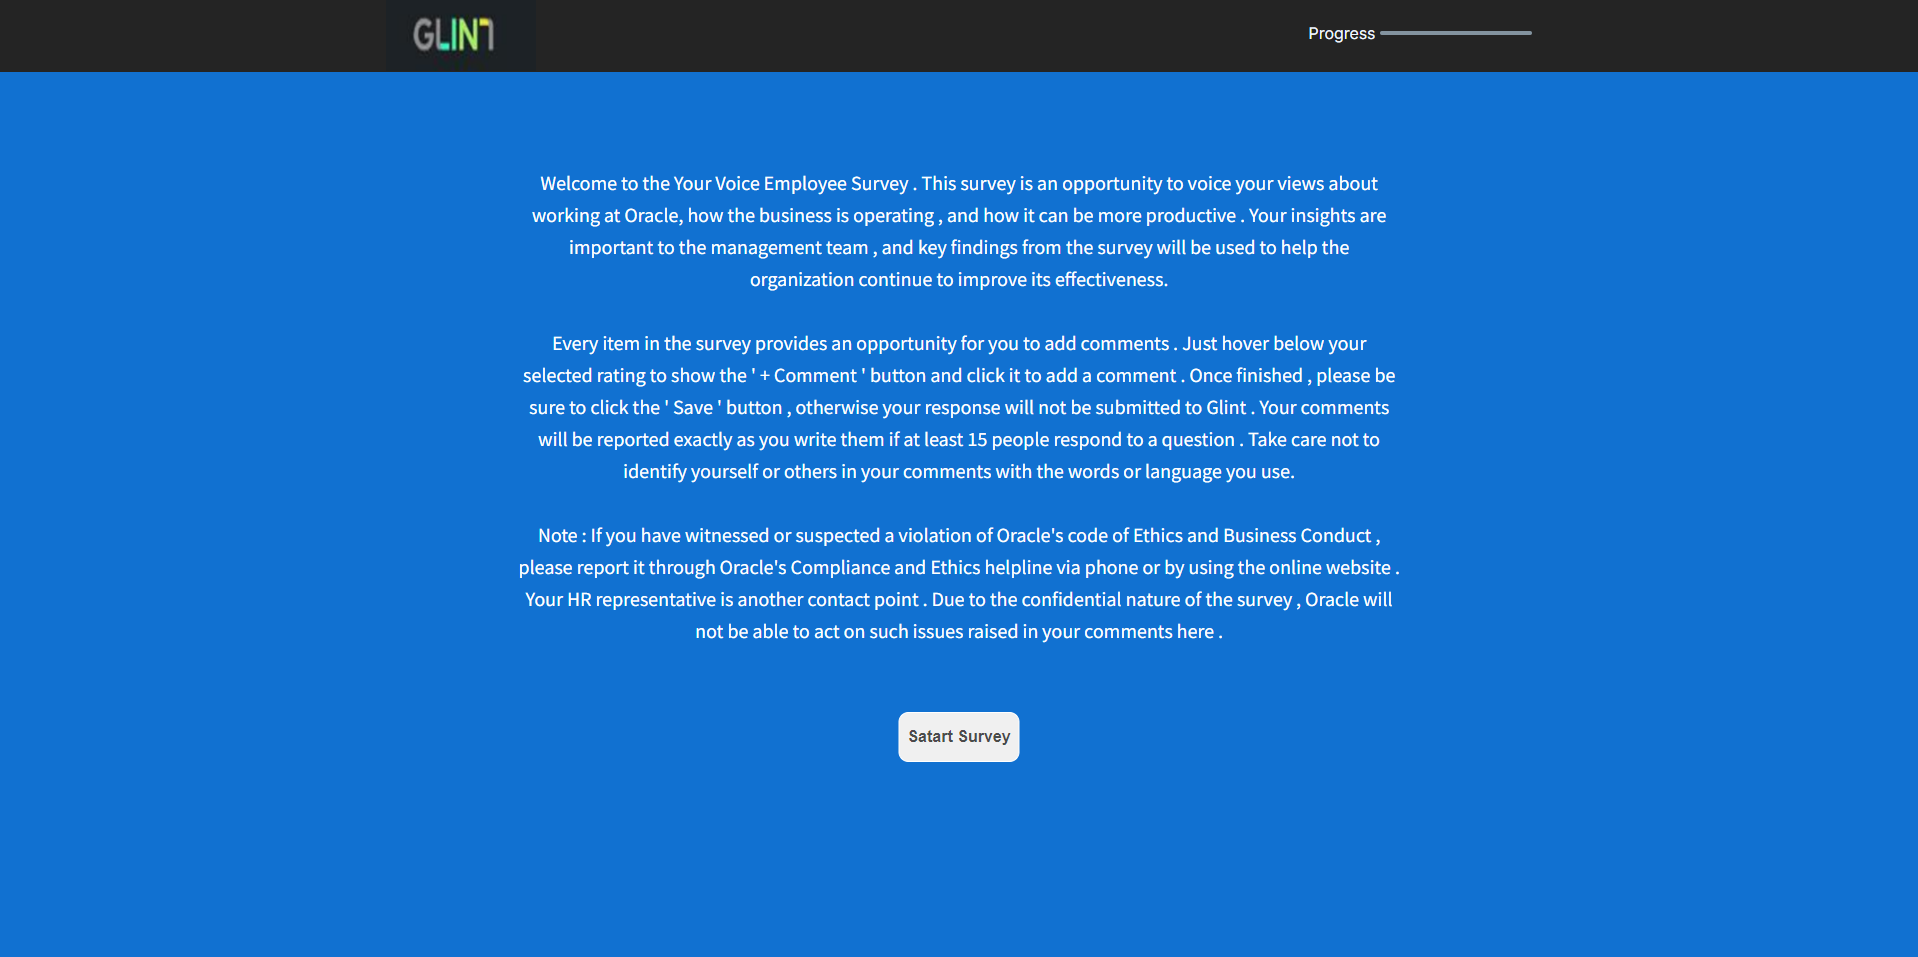 GLINT
Progress
Welcome to the Your Voice Employee Survey . This survey is an opportunity to voice your views about
working at Oracle, how the business is operating , and how it can be more productive . Your insights are
important to the management team , and key findings from the survey will be used to help the
organization continue to improve its effectiveness.
Every item in the survey provides an opportunity for you to add comments . Just hover below your
selected rating to show the ' + Comment ' button and click it to add a comment . Once finished , please be
sure to click the ' Save ' button , otherwise your response will not be submitted to Glint . Your comments
will be reported exactly as you write them if at least 15 people respond to a question . Take care not to
identify yourself or others in your comments with the words or language you use.
Note : If you have witnessed or suspected a violation of Oracle's code of Ethics and Business Conduct ,
please report it through Oracle's Compliance and Ethics helpline via phone or by using the online website .
Your HR representative is another contact point . Due to the confidential nature of the survey , Oracle will
not be able to act on such issues raised in your comments here .
Satart Survey